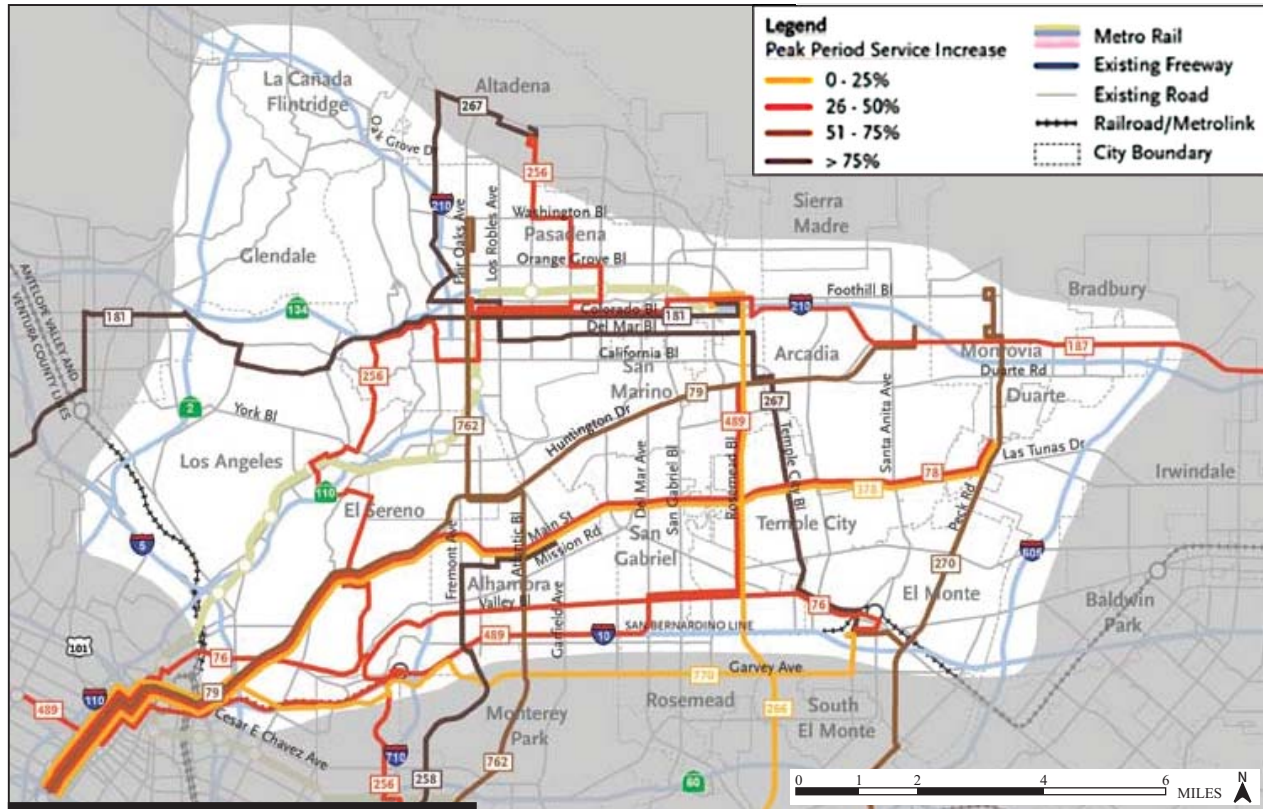 Legend
Peak Period Service Increase
0 - 25%
26 - 50%
51 - 75%
> 75%
Metro Rail
Existing Freeway
Existing Road
Railroad/Metrolink
City Boundary
La Cañada
Flintridge
Altadena
267
Oak Grove Dr
256
210
Fair Oaks Ave
Los Robles Ave
Washington Bl
Pasadena
Orange Grove Bl
Sierra
Madre
Glendale
ANTELOPE VALLEY AND
VENTURA COUNTY LINES
134
181
Colorado Bl
181
Del Mar Bl
California Bl
Foothill Bl
210
Bradbury
San
Marino
Arcadia
Monrovia
187
Duarte Rd
Duarte
256
2
York Bl
Los Angeles
762
Huntington Dr
79
267
489
Del Mar Ave
San Gabriel Bl
Rosemead Bl
Temple City Bl
Santa Anita Ave
Las Tunas Dr
78
378
Irwindale
110
El Sereno
5
Fremont Ave
Atlantic Bl
Main St
Mission Rd
San
Gabriel
Temple City
Peck Rd
605
270
Alhambra
Valley Bl
Garfield Ave
76
El Monte
Baldwin
Park
489
10
SAN BERNARDINO LINE
101
76
79
110
489
Cesar E Chavez Ave
770
Garvey Ave
Rosemead
266
South
El Monte
Monterey
Park
710
256
258
762
60
0
1
2
4
6
MILES
N